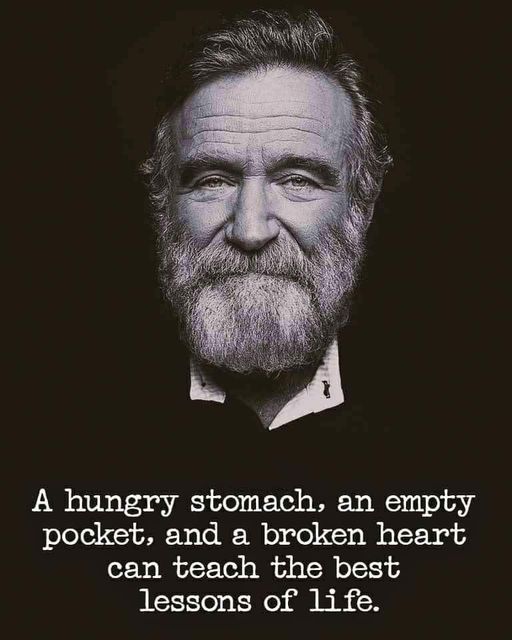 A hungry stomach, an empty
pocket, and a broken heart
can teach the best
lessons of life.